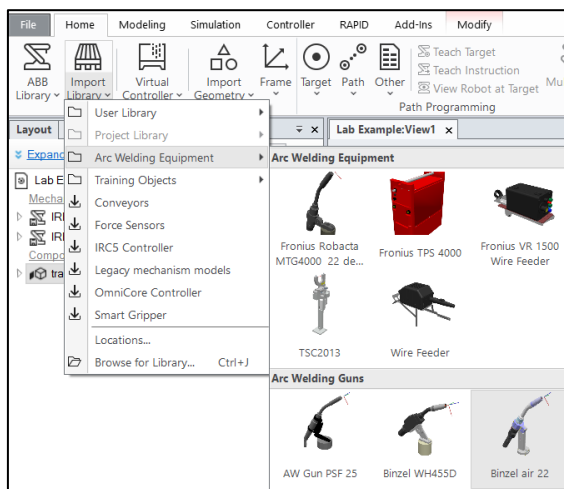 File Home Modeling Simulation Controller RAPID Add-Ins Modify
ABB Library
Import Library
Virtual Controller
Import Geometry
Frame
Target
Path
Other
Teach Target
Teach Instruction
View Robot at Target
Mu
Path Programming
Layout
Lab Example:View1
Expand
Lab E
Mecha
IRI
IRI
Compo
tra
User Library
Project Library
Arc Welding Equipment
Training Objects
Conveyors
Force Sensors
IRC5 Controller
Legacy mechanism models
OmniCore Controller
Smart Gripper
Locations...
Browse for Library... Ctrl+J
Arc Welding Equipment
Fronius Robacta
MTG4000 22 de...
Fronius TPS 4000
Fronius VR 1500
Wire Feeder
TSC2013
Wire Feeder
Arc Welding Guns
AW Gun PSF 25
Binzel WH455D
Binzel air 22